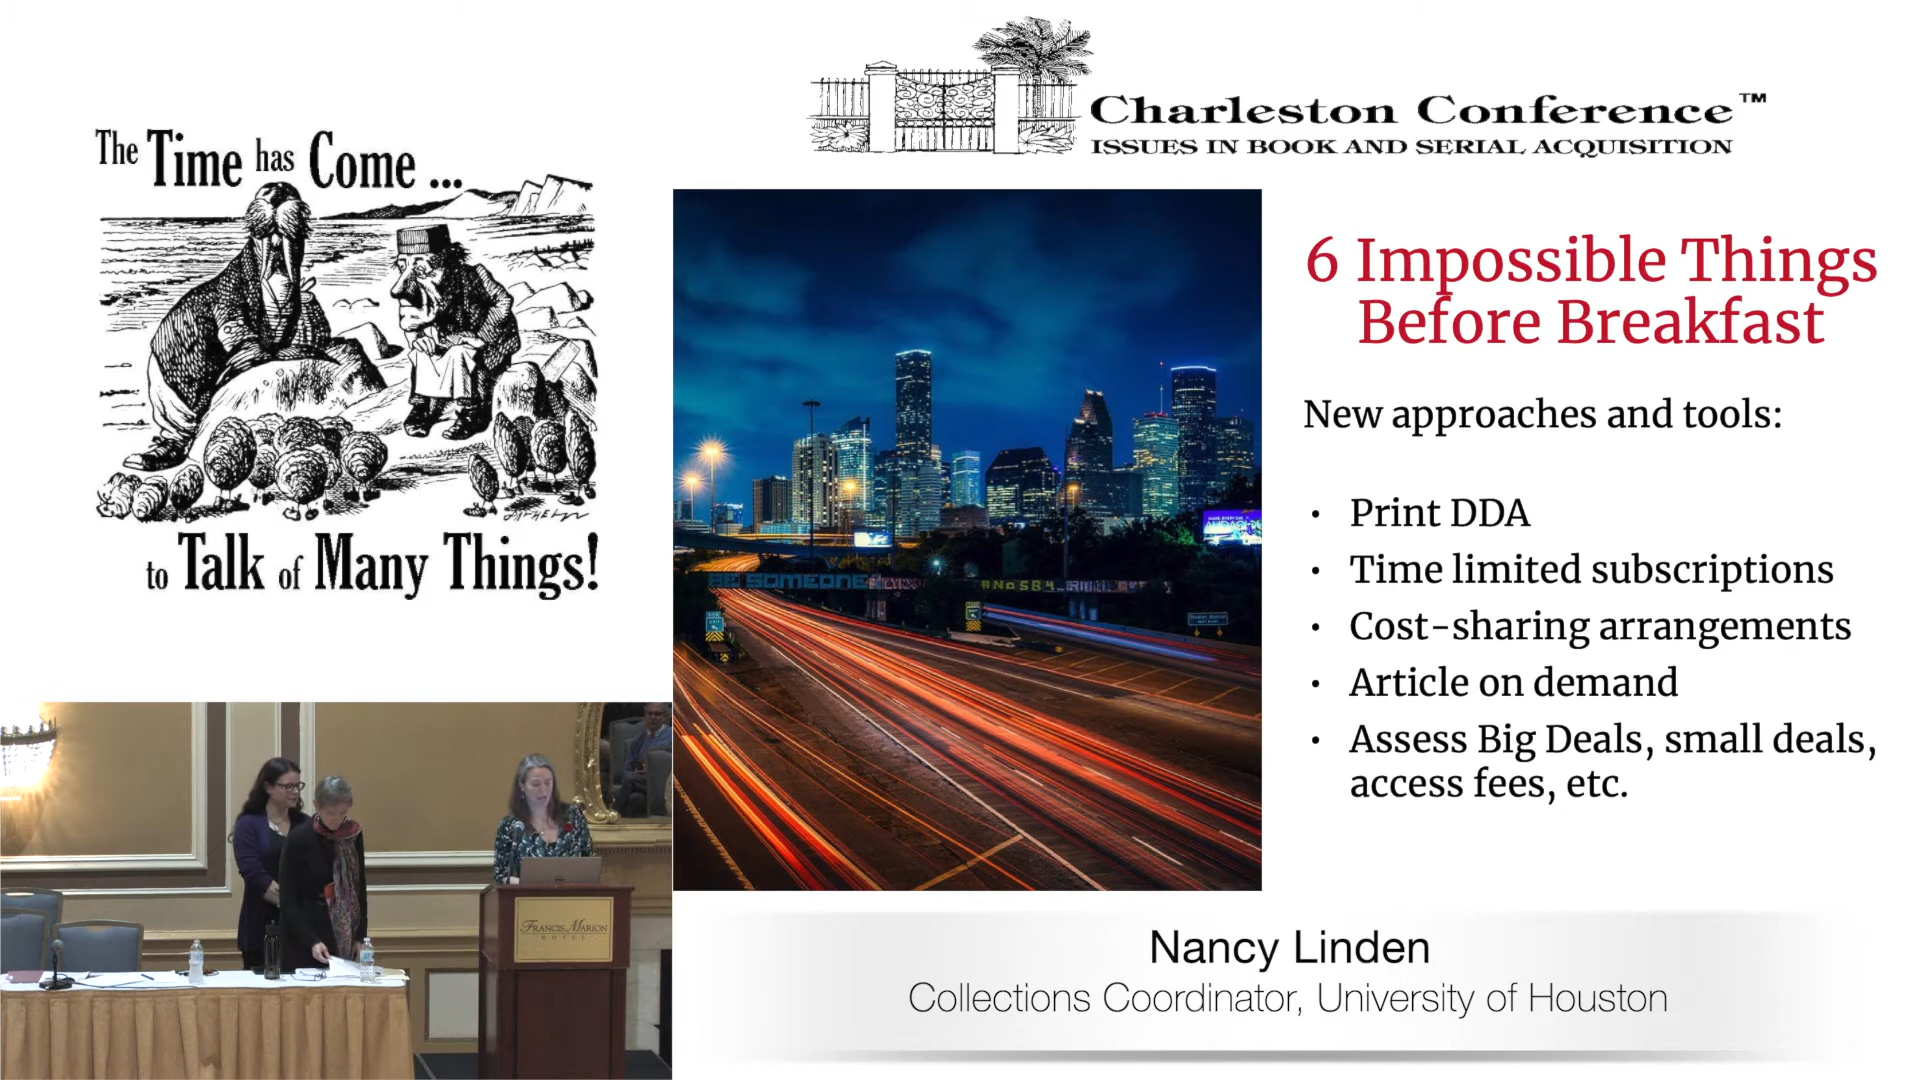 The Time has Come ...
to Talk of Many Things!
Charleston Conference™
ISSUES IN BOOK AND SERIAL ACQUISITION
6 Impossible Things
Before Breakfast
New approaches and tools:
• Print DDA
• Time limited subscriptions
• Cost-sharing arrangements
• Article on demand
• Assess Big Deals, small deals,
access fees, etc.
BE SOMEONE
FRANCIS MARION
HOTEL
Nancy Linden
Collections Coordinator, University of Houston